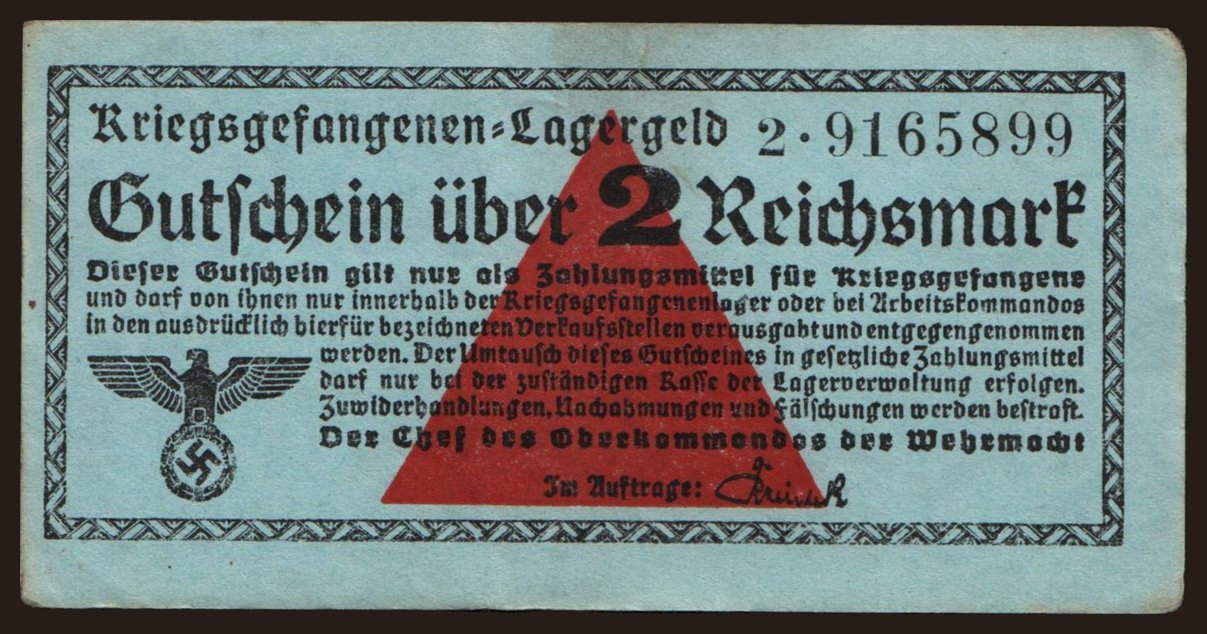 Kriegsgefangenen-Lagergeld 2·9165899
Gutschein über 2 Reichsmark
Dieser Gutschein gilt nur als Zahlungsmittel für Kriegsgefangene
und darf von ihnen nur innerhalb der Kriegsgefangenenlager oder bei Arbeitskommandos
in den ausdrücklich hierfür bezeichneten Verkaufsstellen verausgabt und entgegengenommen
werden. Der Umtausch dieses Gutscheines in gesetzliche Zahlungsmittel
darf nur bei der zuständigen Kasse der Lagerverwaltung erfolgen.
Zuwiderhandlungen, Nachahmungen und Fälschungen werden bestraft.
Der Chef des Oberkommandos der Wehrmacht
Im Auftrage: